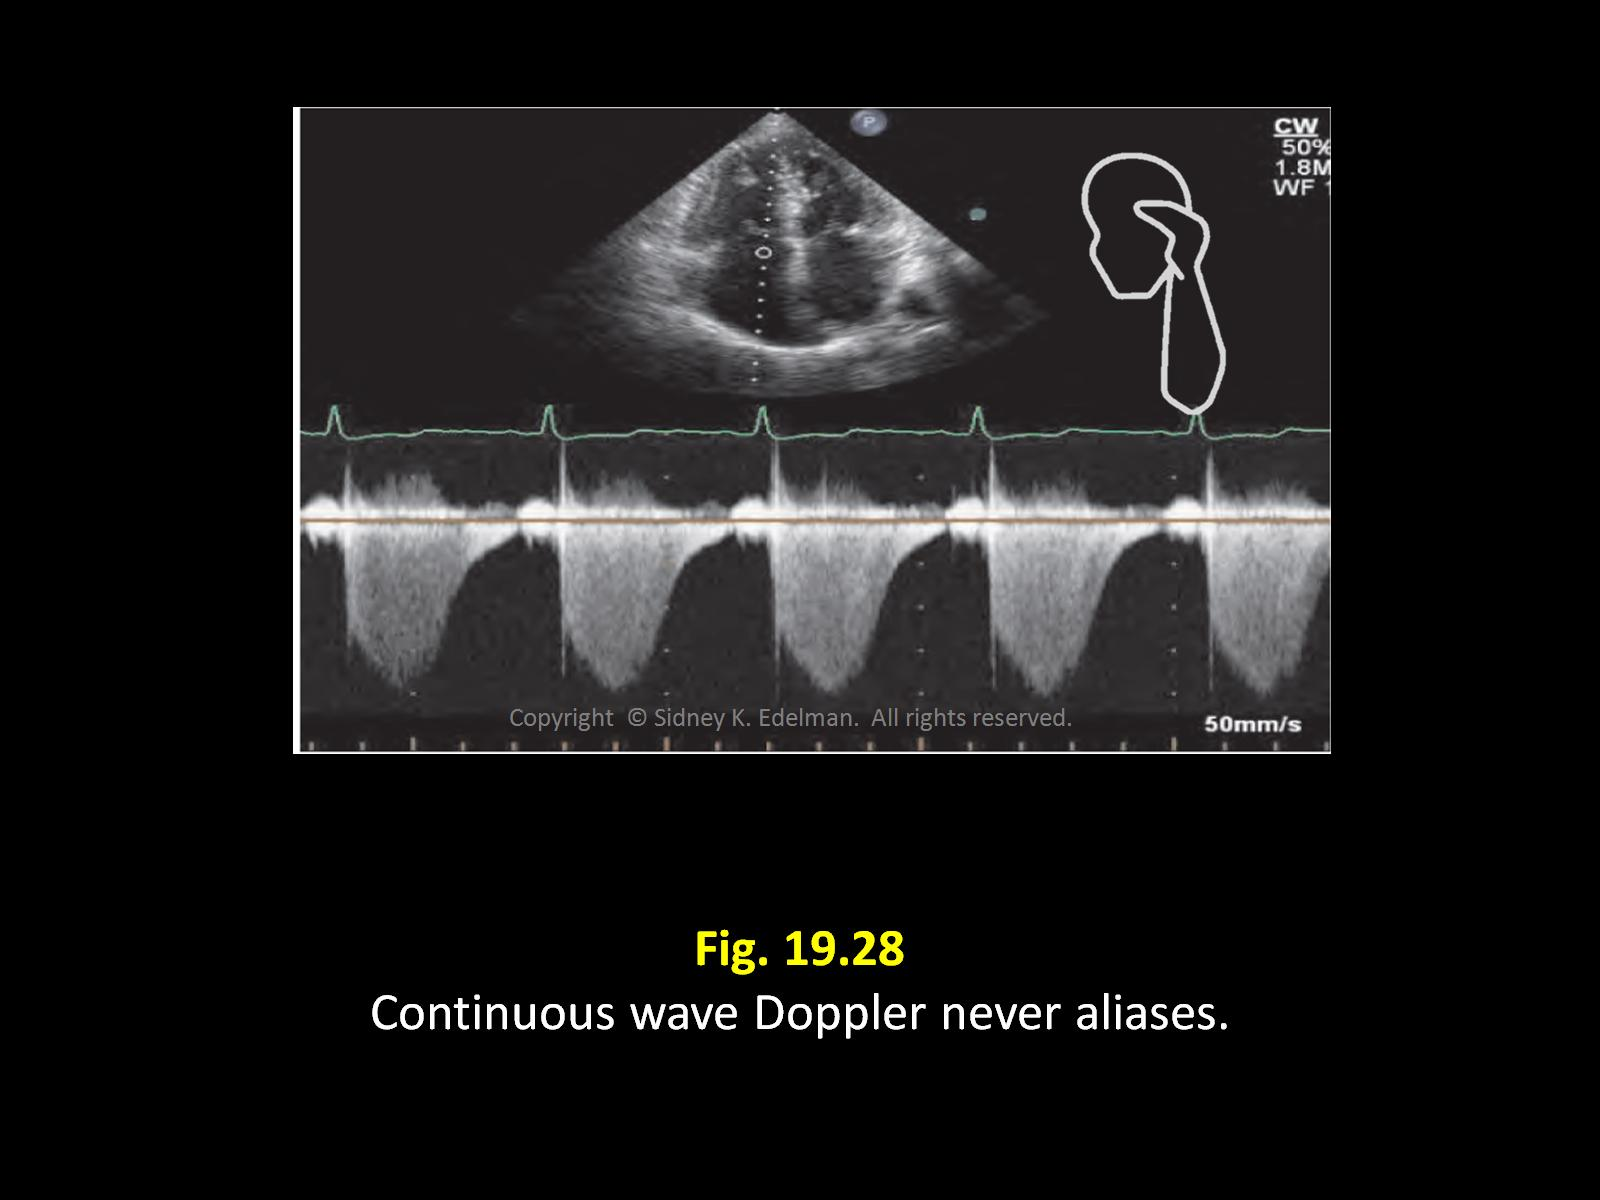 P
CW
50%
1.8M
WF 1
Copyright © Sidney K. Edelman. All rights reserved.
50mm/s
Fig. 19.28
Continuous wave Doppler never aliases.